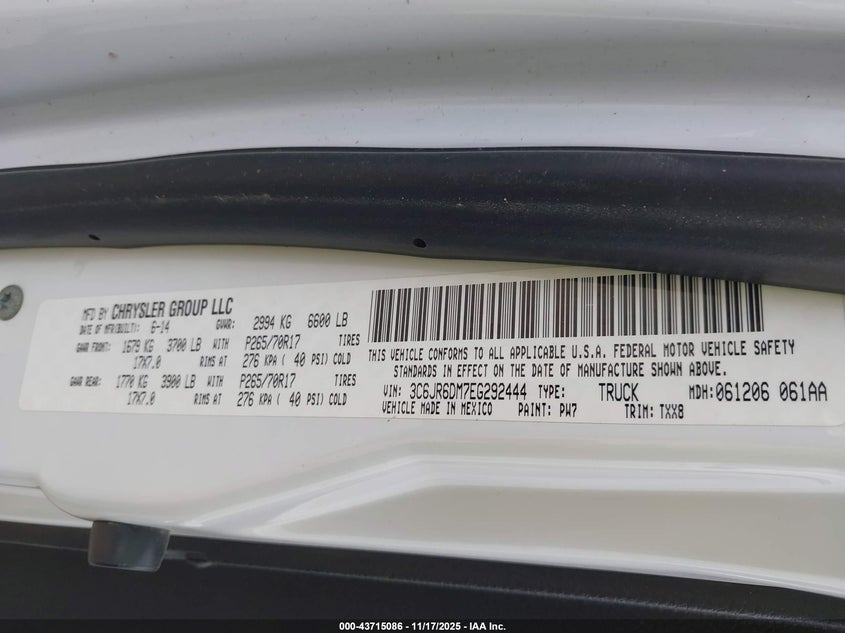 MFD BY CHRYSLER GROUP LLC
DATE OF MFR(BUILT): 6-14 GVWR: 2994 KG 6600 LB
GAWR FRONT: 1679 KG 3700 LB WITH P265/70R17 TIRES
17X7.0 RIMS AT 276 KPA ( 40 PSI) COLD
GAWR REAR: 1770 KG 3900 LB WITH P265/70R17 TIRES
17X7.0 RIMS AT 276 KPA ( 40 PSI) COLD
THIS VEHICLE CONFORMS TO ALL APPLICABLE U.S.A. FEDERAL MOTOR VEHICLE SAFETY
STANDARDS IN EFFECT ON THE DATE OF MANUFACTURE SHOWN ABOVE.
VIN: 3C6JR6DM7EG292444 TYPE: TRUCK MDH: 061206 061AA
VEHICLE MADE IN MEXICO PAINT: PW7 TRIM: TXX8
000-43715086 - 11/17/2025 - IAA Inc.